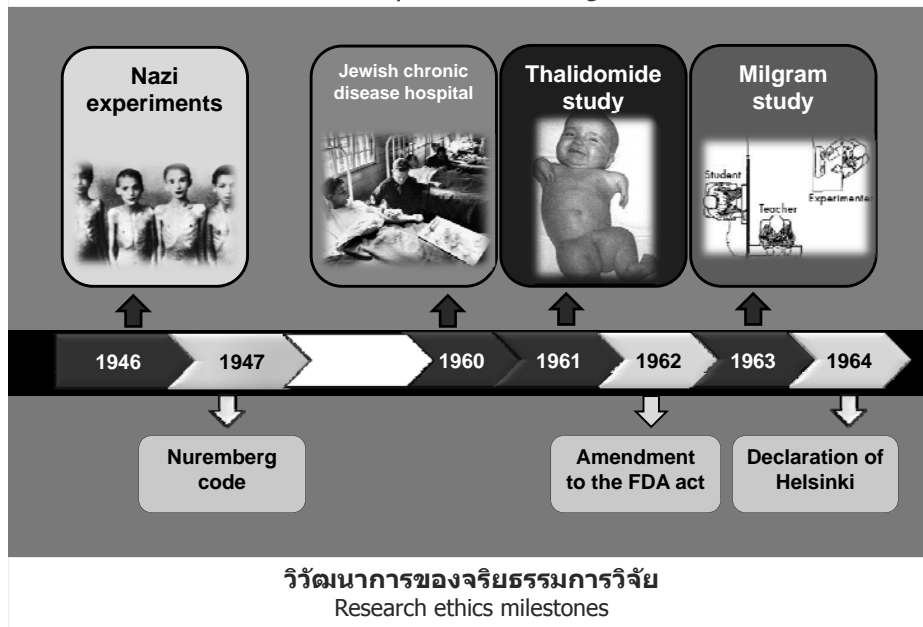 Nazi
experiments
Jewish chronic
disease hospital
Thalidomide
study
Milgram
study
Student
Teacher
Experimenter
1946
1947
1960
1961
1962
1963
1964
Nuremberg
code
Amendment
to the FDA act
Declaration of
Helsinki
วิวัฒนาการของจริยธรรมการวิจัย
Research ethics milestones